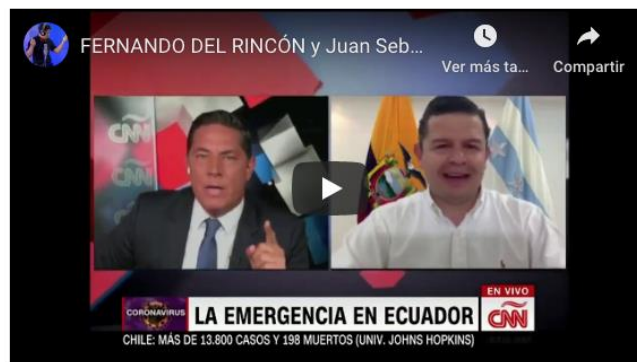 FERNANDO DEL RINCÓN y Juan Seb...
Ver más ta...
Compartir
CNN
CNN
EN VIVO
CORONAVIRUS
LA EMERGENCIA EN ECUADOR
CNN
CHILE: MÁS DE 13.800 CASOS Y 198 MUERTOS (UNIV. JOHNS HOPKINS)